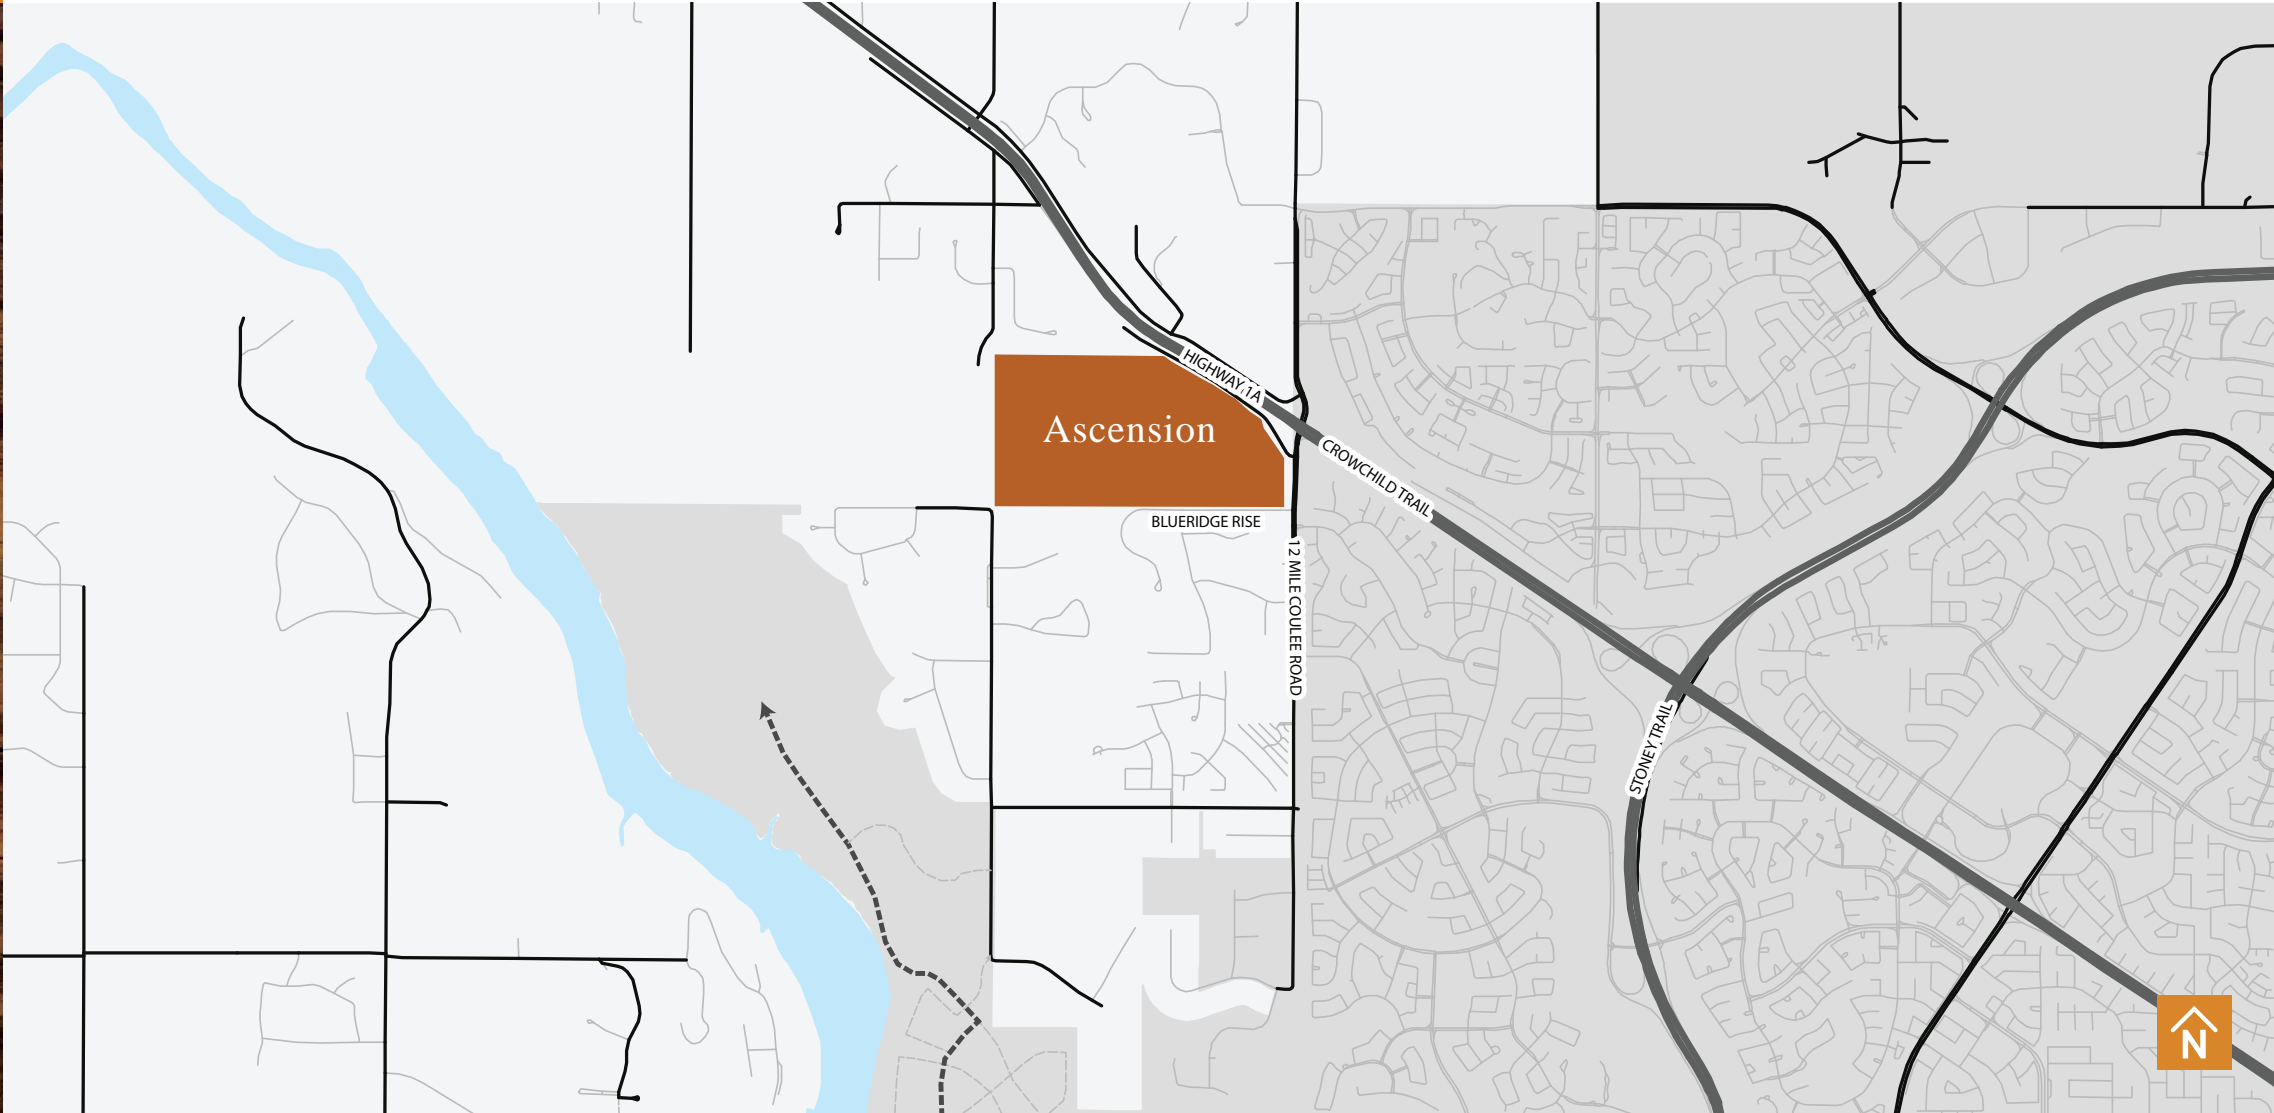 HIGHWAY 1A
Ascension
CROWCHILD TRAIL
BLUERIDGE RISE
12 MILE COULEE ROAD
STONEY TRAIL
N